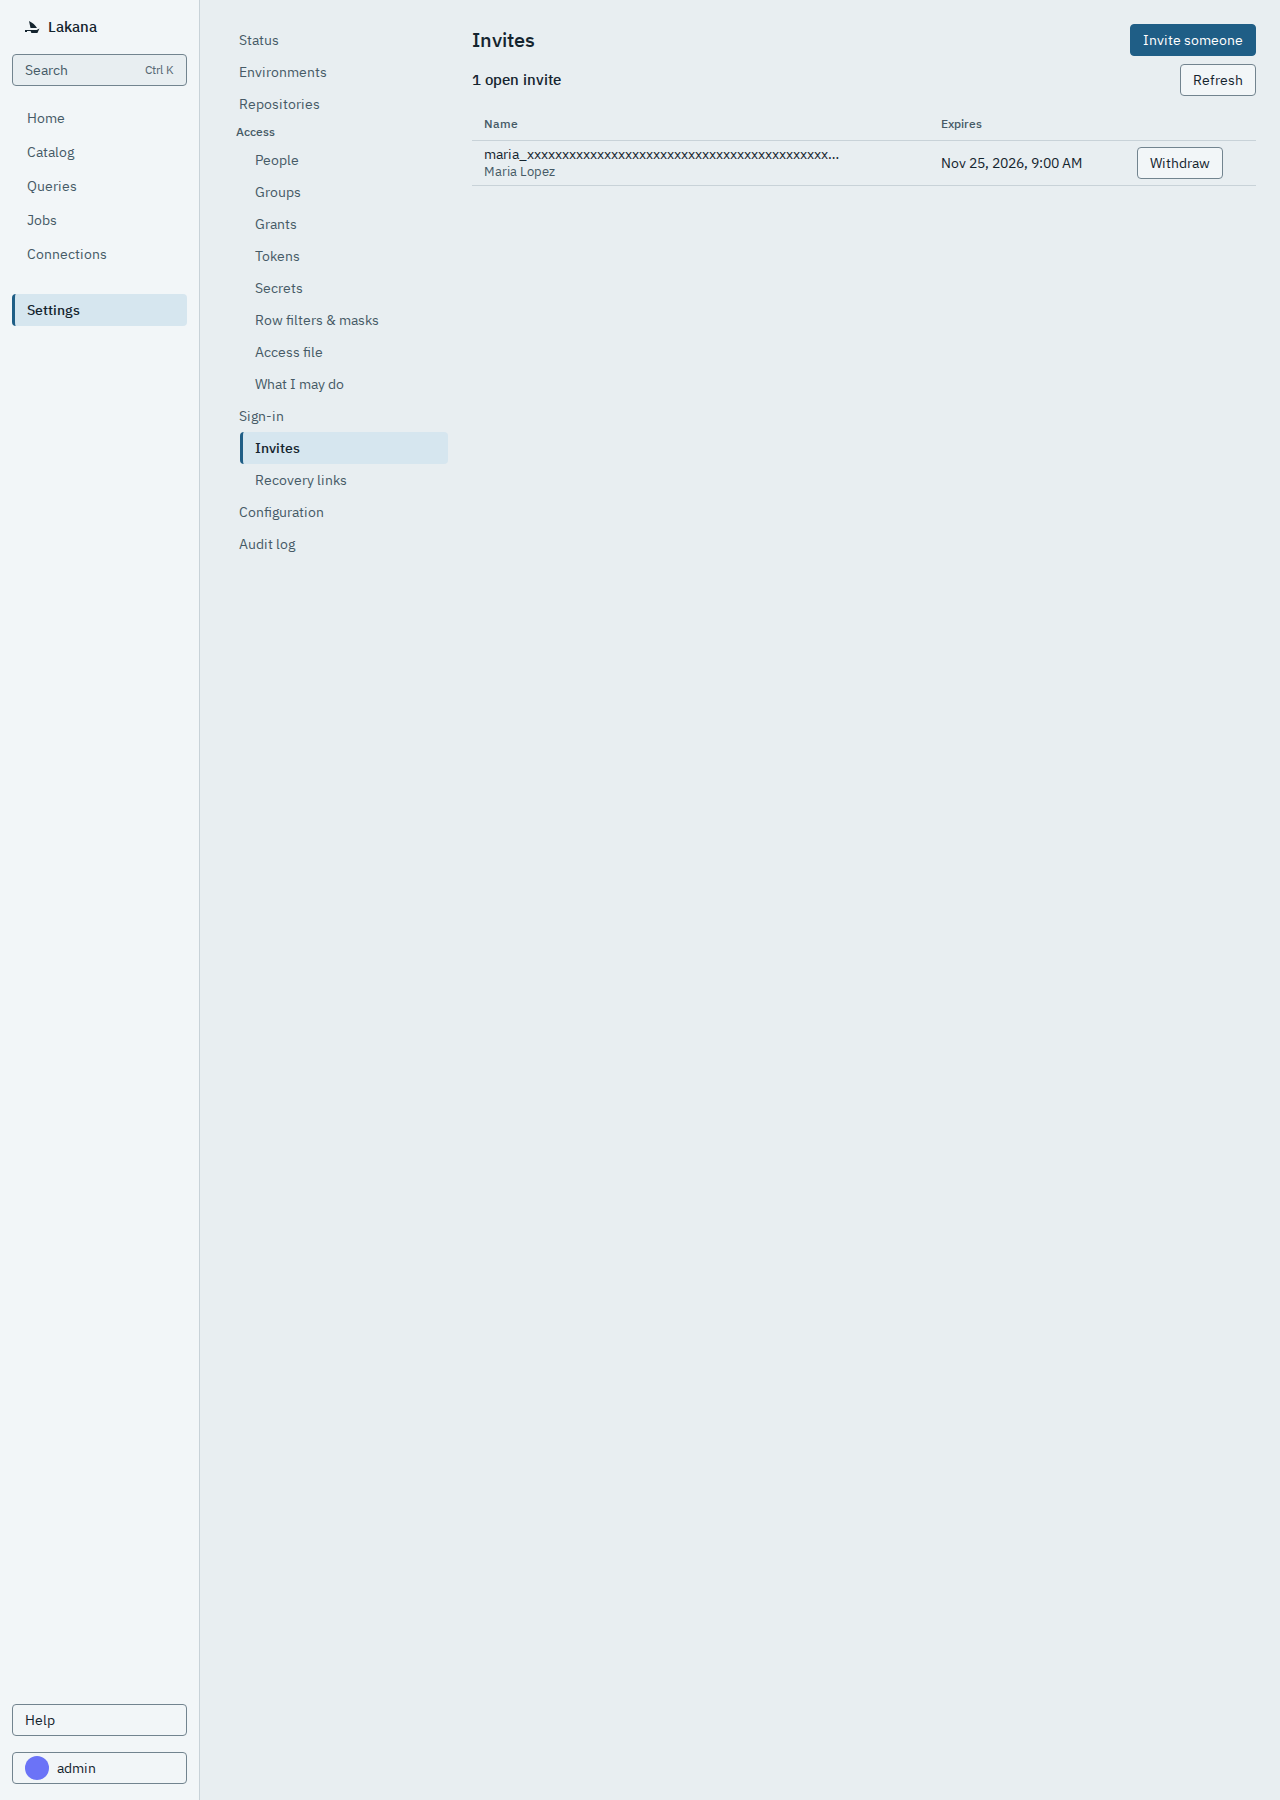 Lakana
Search Ctrl K
Home
Catalog
Queries
Jobs
Connections
Settings
Help
admin
Status
Environments
Repositories
Access
People
Groups
Grants
Tokens
Secrets
Row filters & masks
Access file
What I may do
Sign-in
Invites
Recovery links
Configuration
Audit log
Invites
Invite someone
1 open invite
Refresh
Name Expires
maria_xxxxxxxxxxxxxxxxxxxxxxxxxxxxxxxxxxxxxxxxxxx...
Maria Lopez
Nov 25, 2026, 9:00 AM
Withdraw